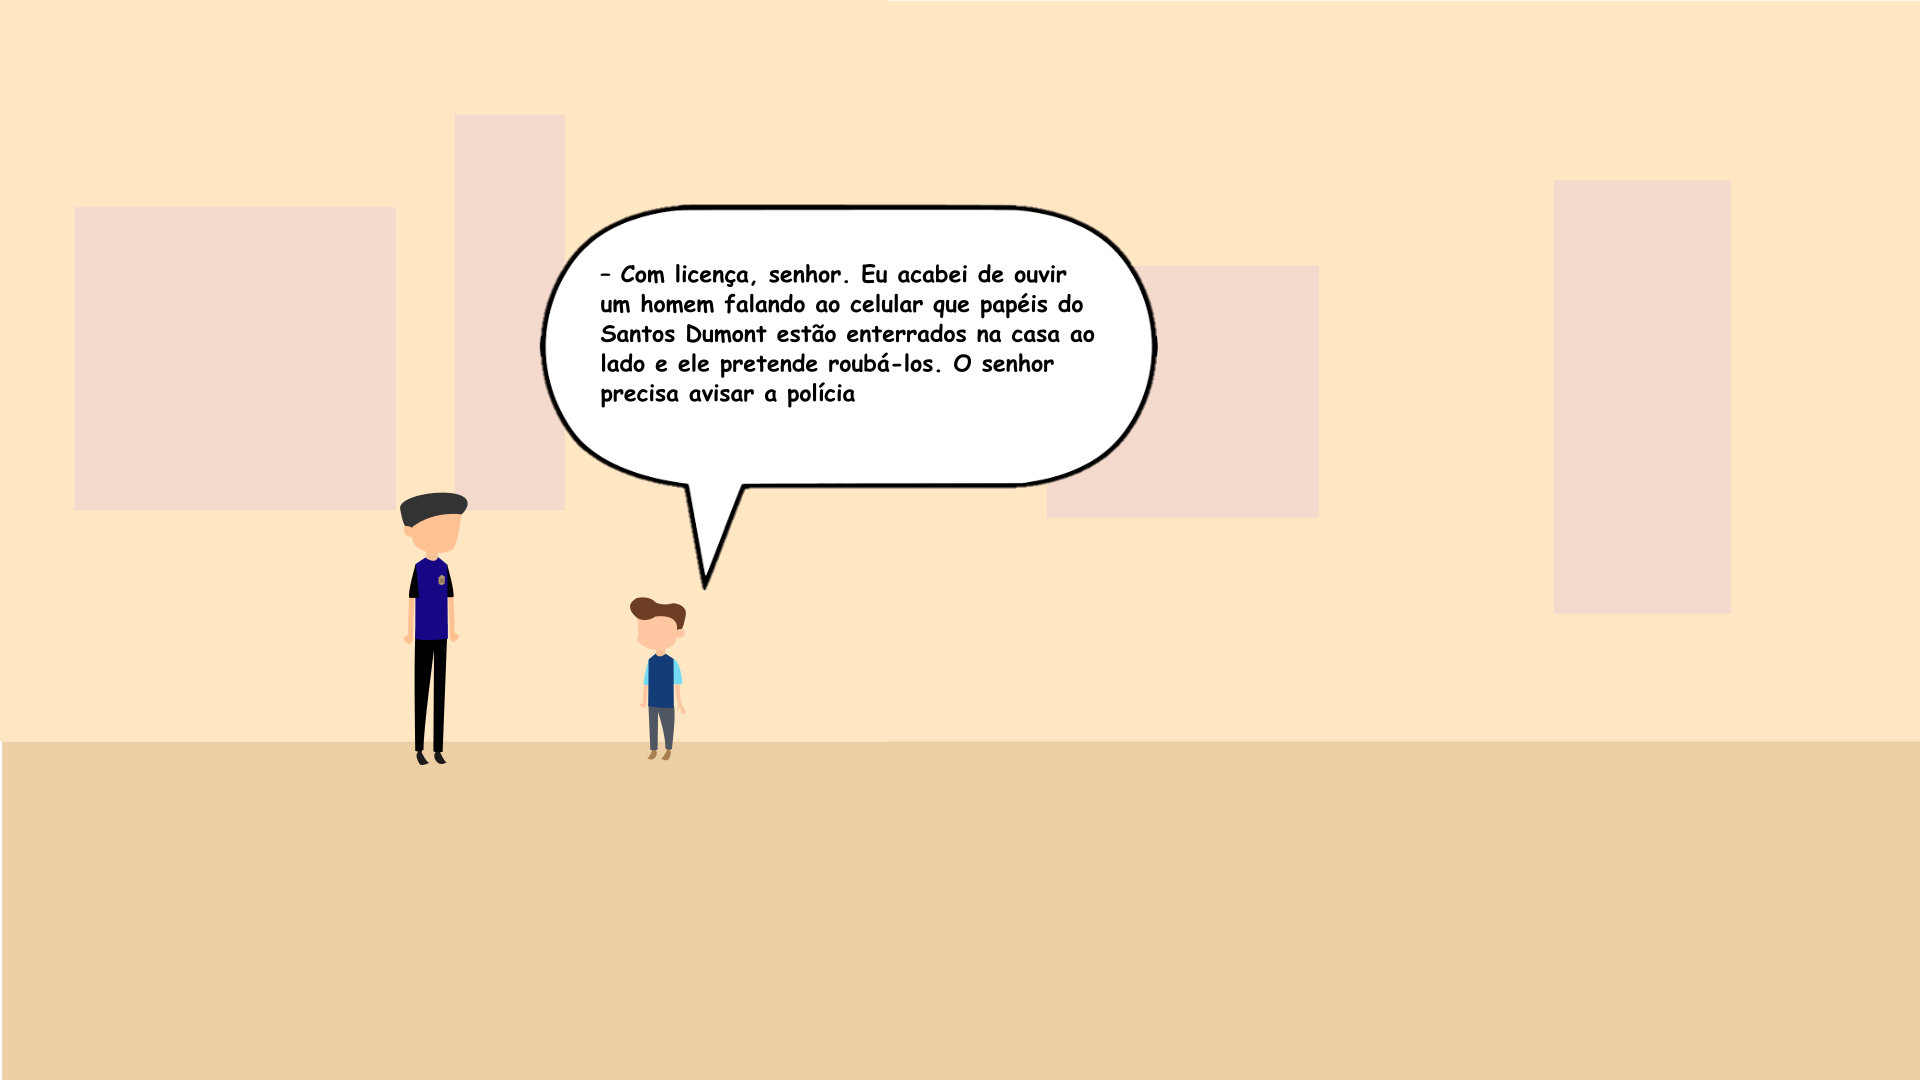 - Com licença, senhor. Eu acabei de ouvir
um homem falando ao celular que papéis do
Santos Dumont estão enterrados na casa ao
lado e ele pretende roubá-los. O senhor
precisa avisar a polícia